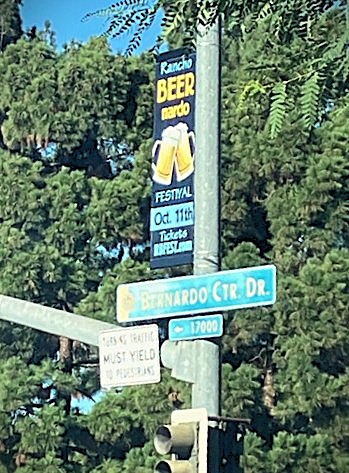 Rancho
BEER
nardo
FESTIVAL
Oct. 11th
Tickets
RBFEST.com
BERNARDO CTR. DR.
← 17000
TURNING TRAFFIC
MUST YIELD
TO PEDESTRIANS